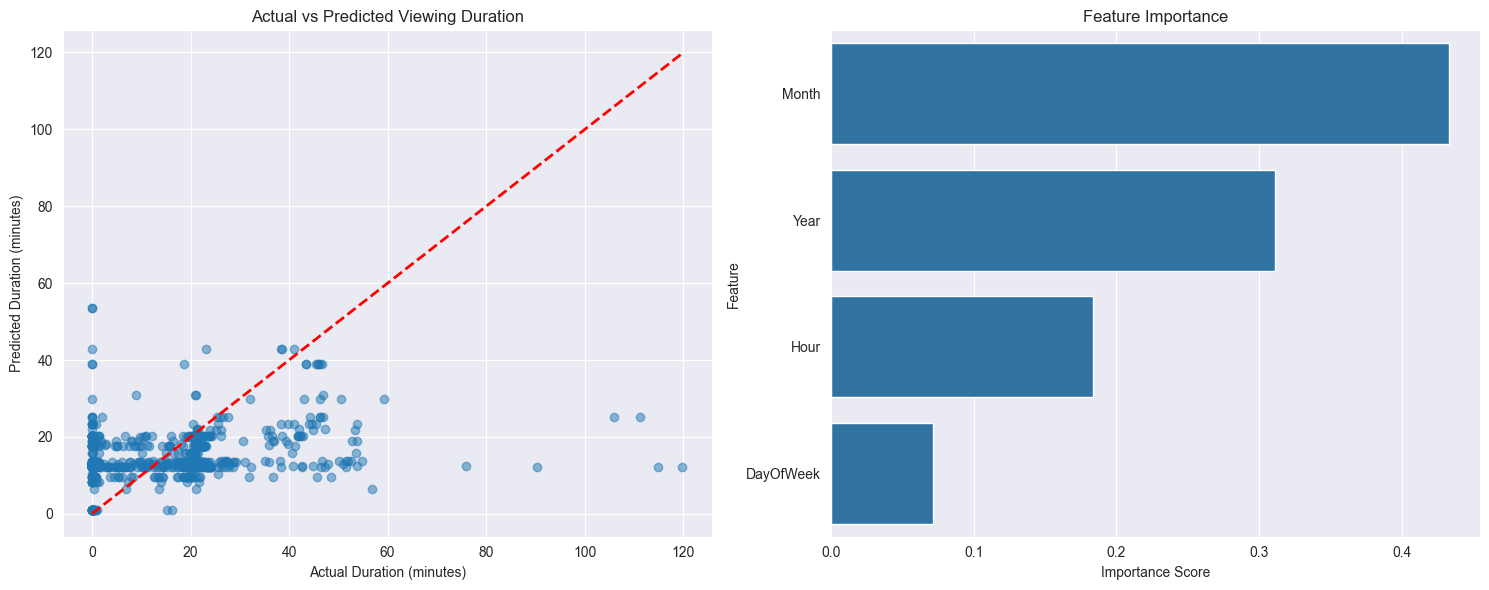 Actual vs Predicted Viewing Duration
120
100
80
60
40
20
0
Predicted Duration (minutes)
0 20 40 60 80 100 120
Actual Duration (minutes)
Feature Importance
Month
Year
Hour
DayOfWeek
Feature
0.0 0.1 0.2 0.3 0.4
Importance Score